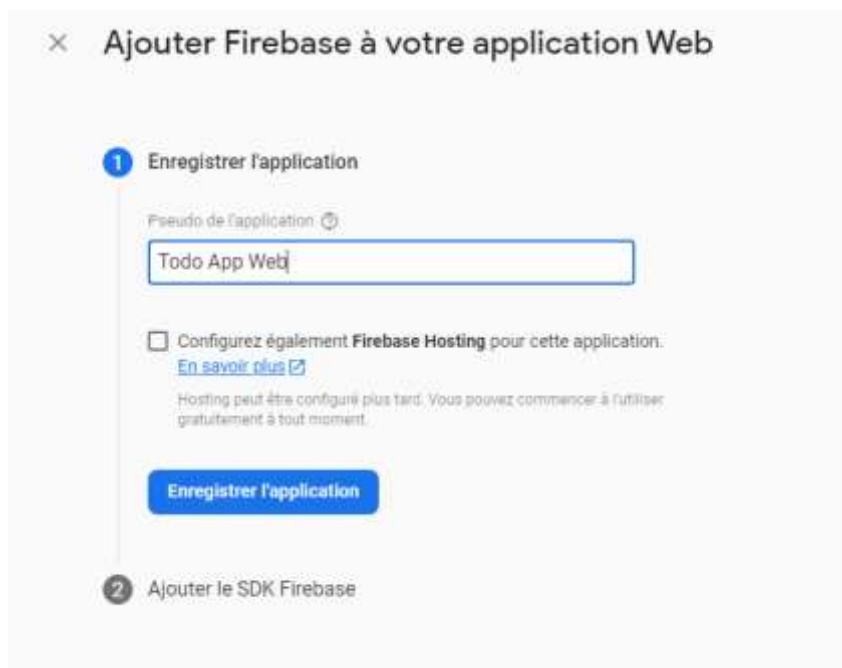 Ajouter Firebase à votre application Web
1 Enregistrer l'application
Pseudo de l'application
Todo App Web
Configurez également Firebase Hosting pour cette application.
En savoir plus
Hosting peut être configuré plus tard. Vous pouvez commencer à l'utiliser
gratuitement à tout moment.
Enregistrer l'application
2 Ajouter le SDK Firebase